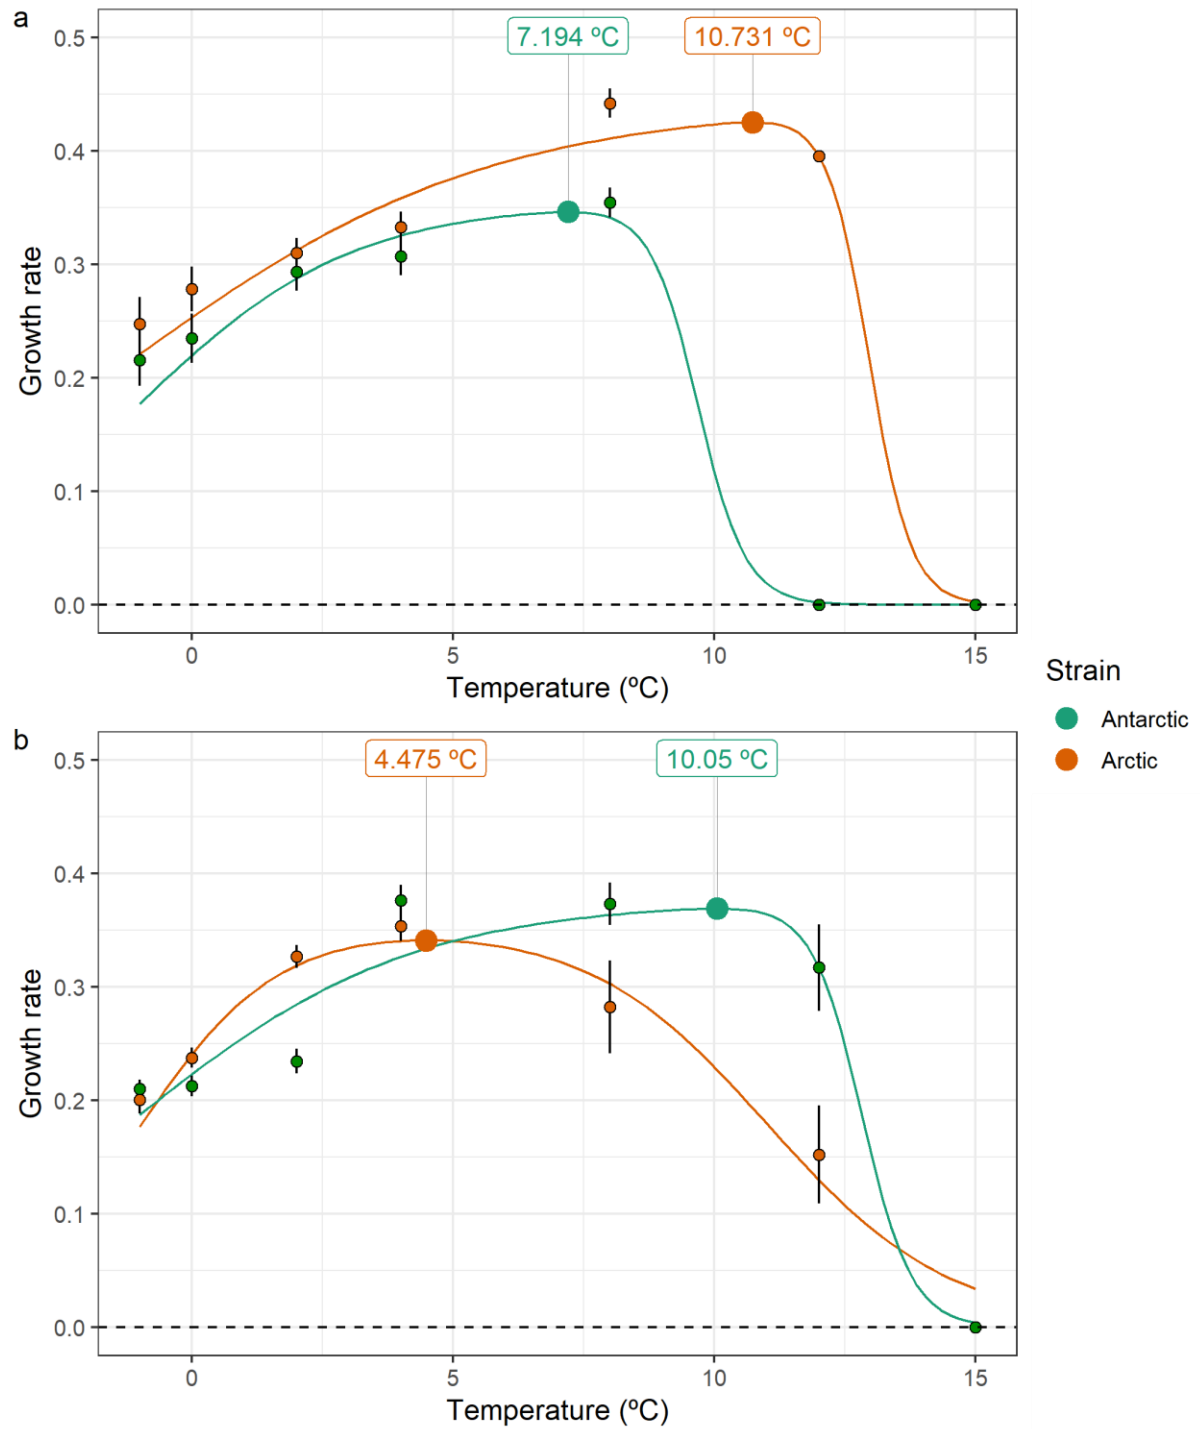 a
7.194 ºC
10.731 ºC
0.5
0.4
0.3
0.2
0.1
0.0
Growth rate
0
5
10
15
Temperature (ºC)
Strain
Antarctic
Arctic
b
4.475 ºC
10.05 ºC
0.5
0.4
0.3
0.2
0.1
0.0
Growth rate
0
5
10
15
Temperature (ºC)